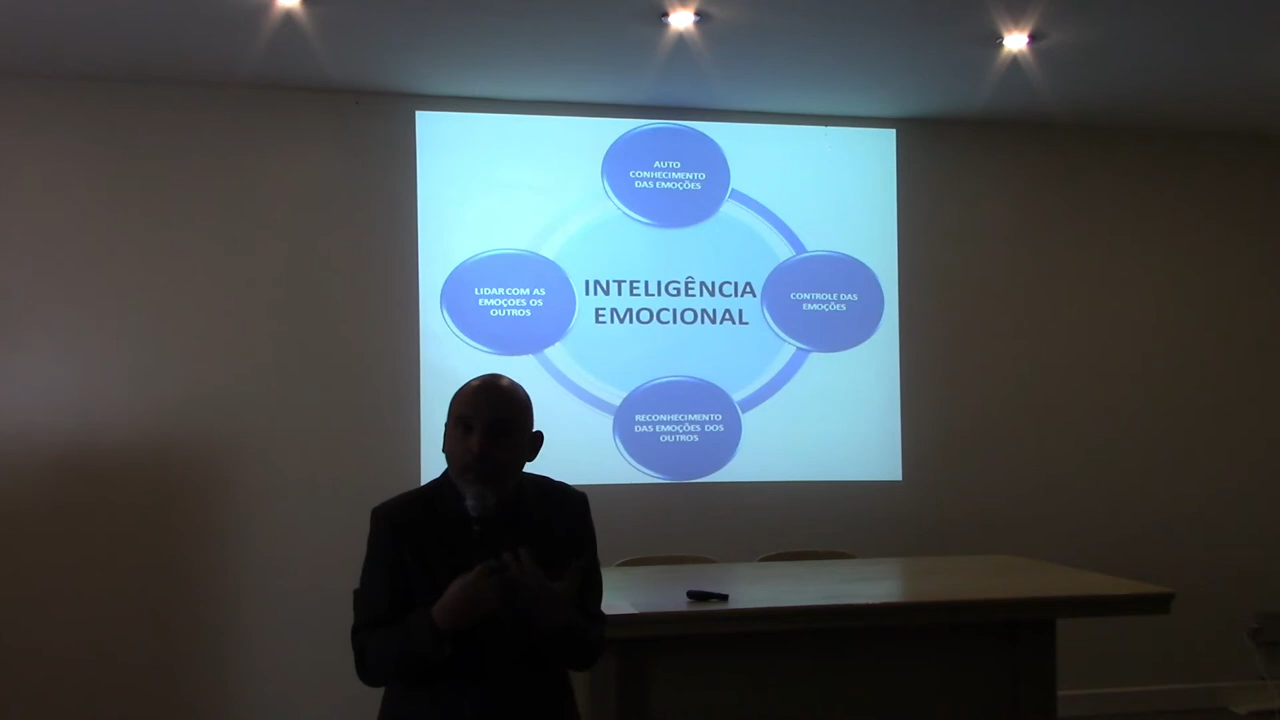 AUTO
CONHECIMENTO
DAS EMOÇÕES
LIDAR COM AS
EMOÇOES OS
OUTROS
INTELIGÊNCIA
EMOCIONAL
CONTROLE DAS
EMOÇÕES
RECONHECIMENTO
DAS EMOÇÕES DOS
OUTROS